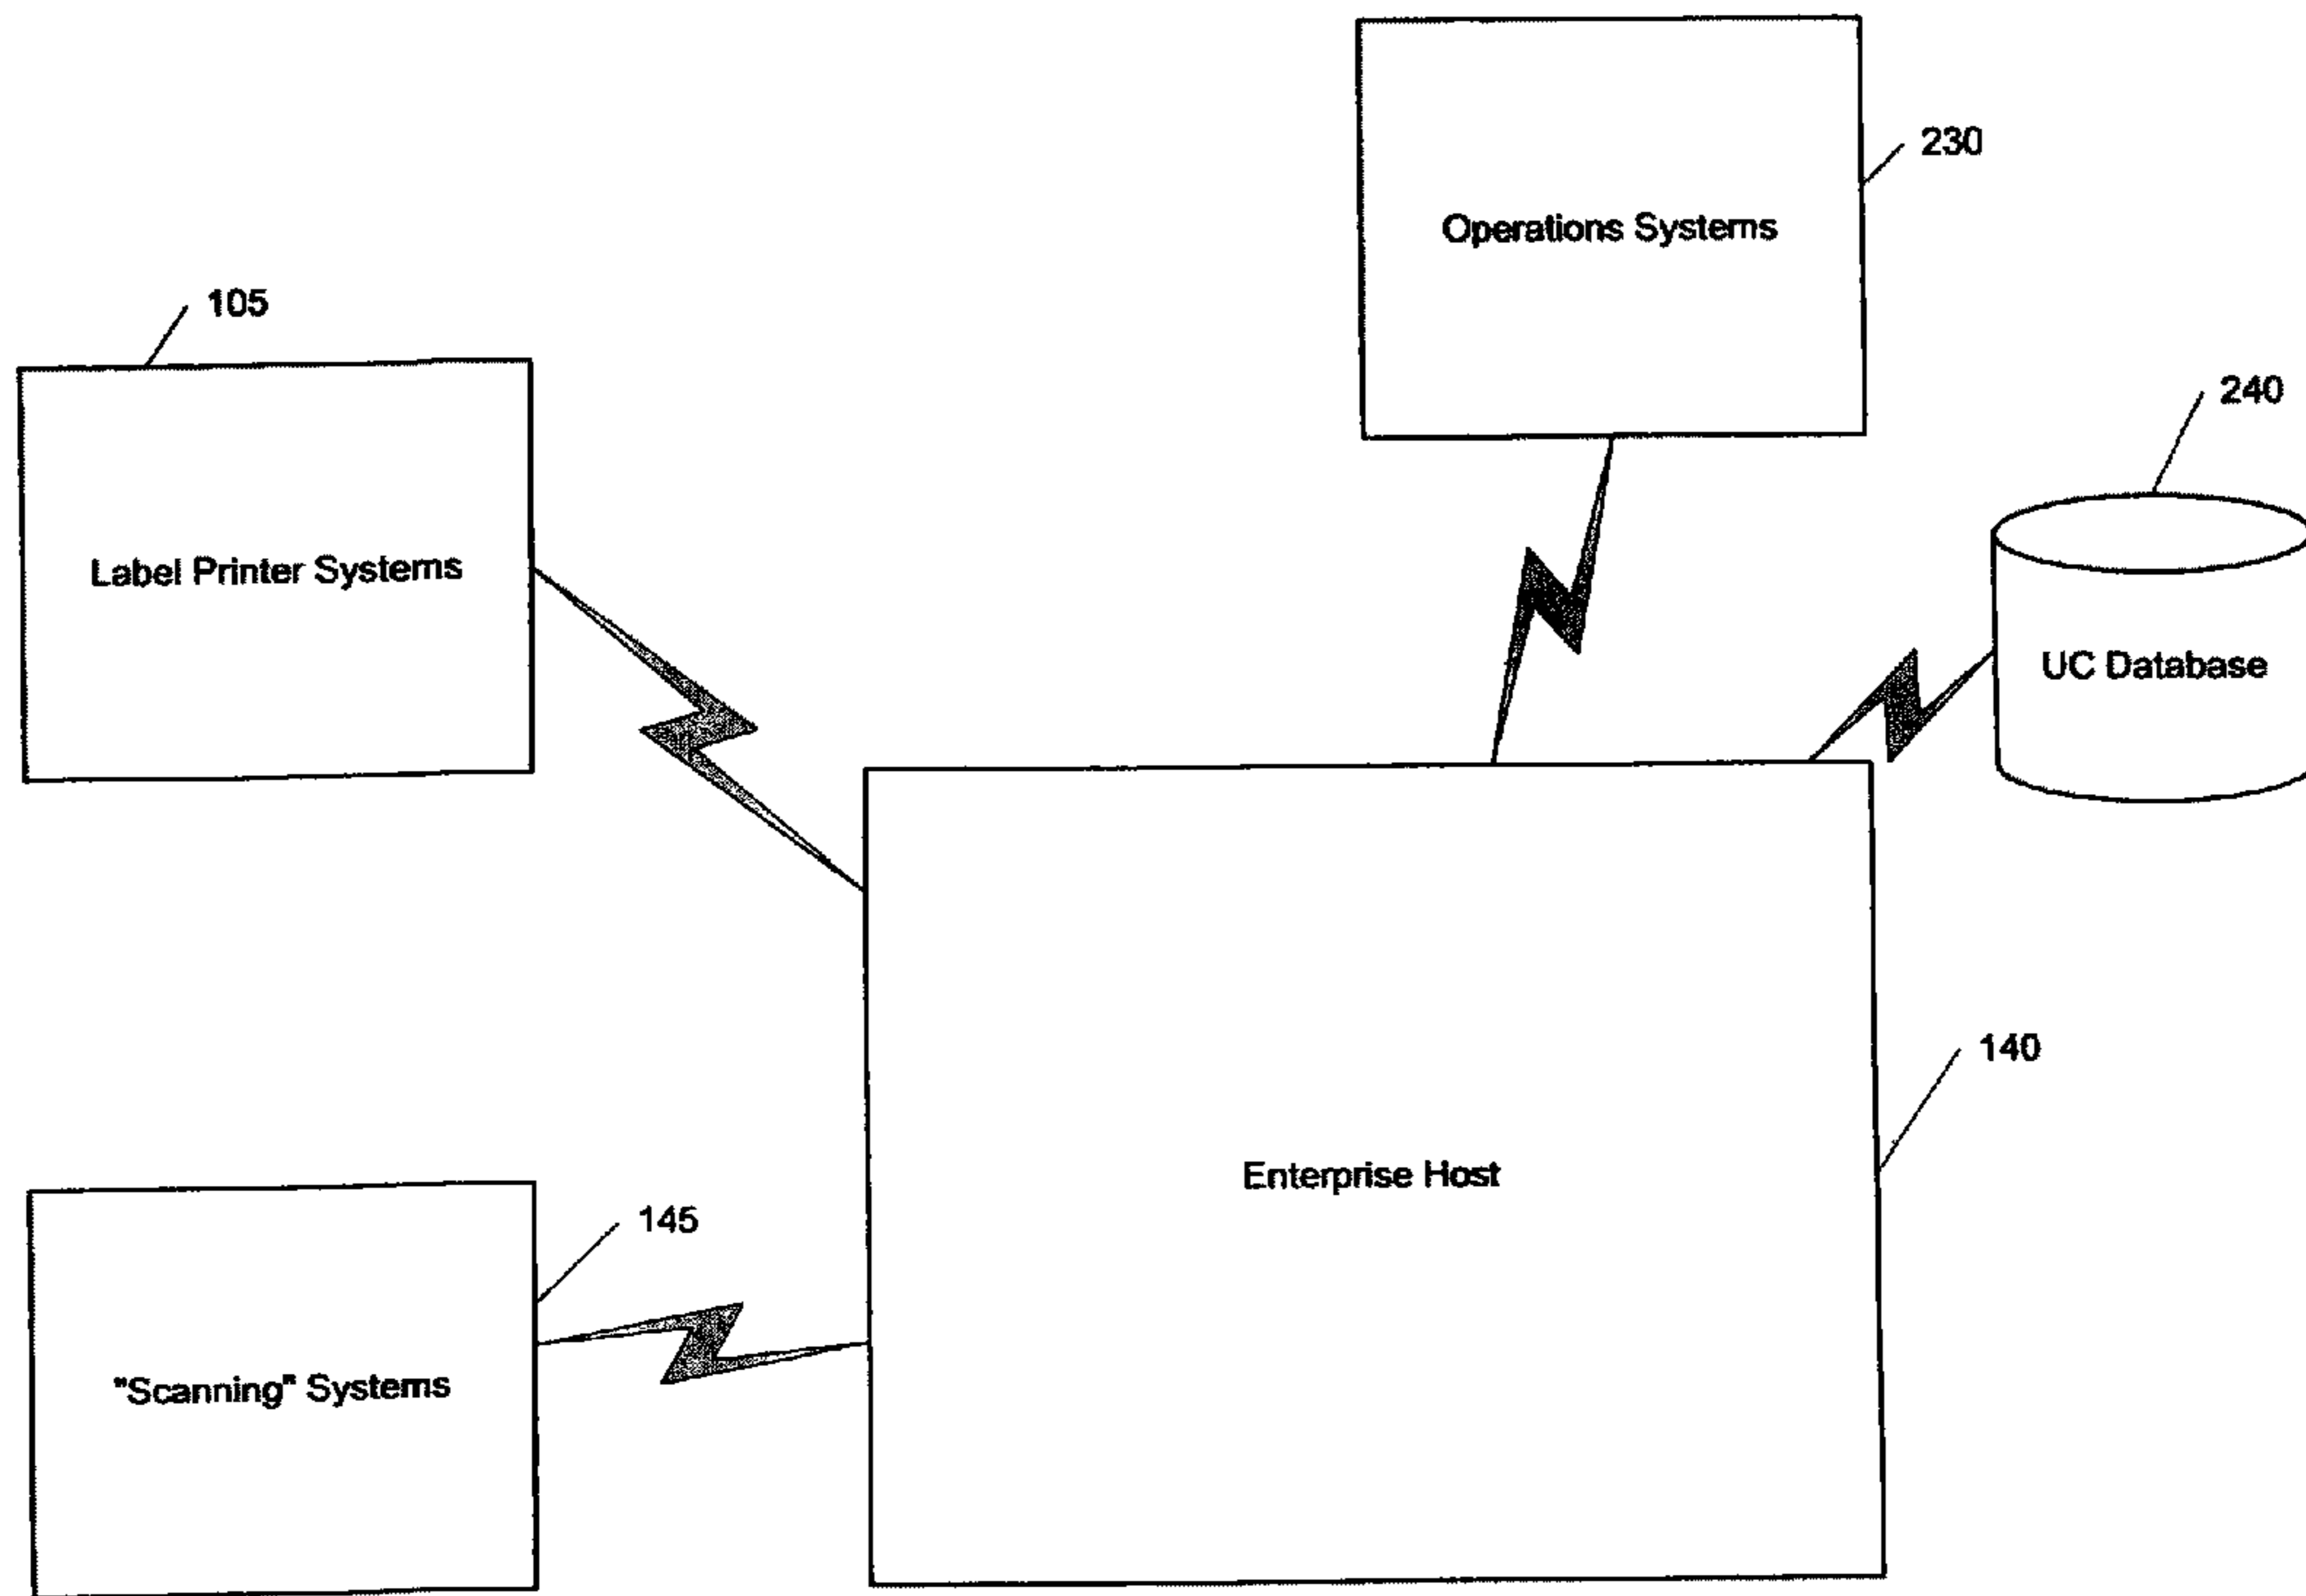 230
Operations Systems
105
240
Label Printer Systems
UC Database
140
Enterprise Host
145
"Scanning" Systems